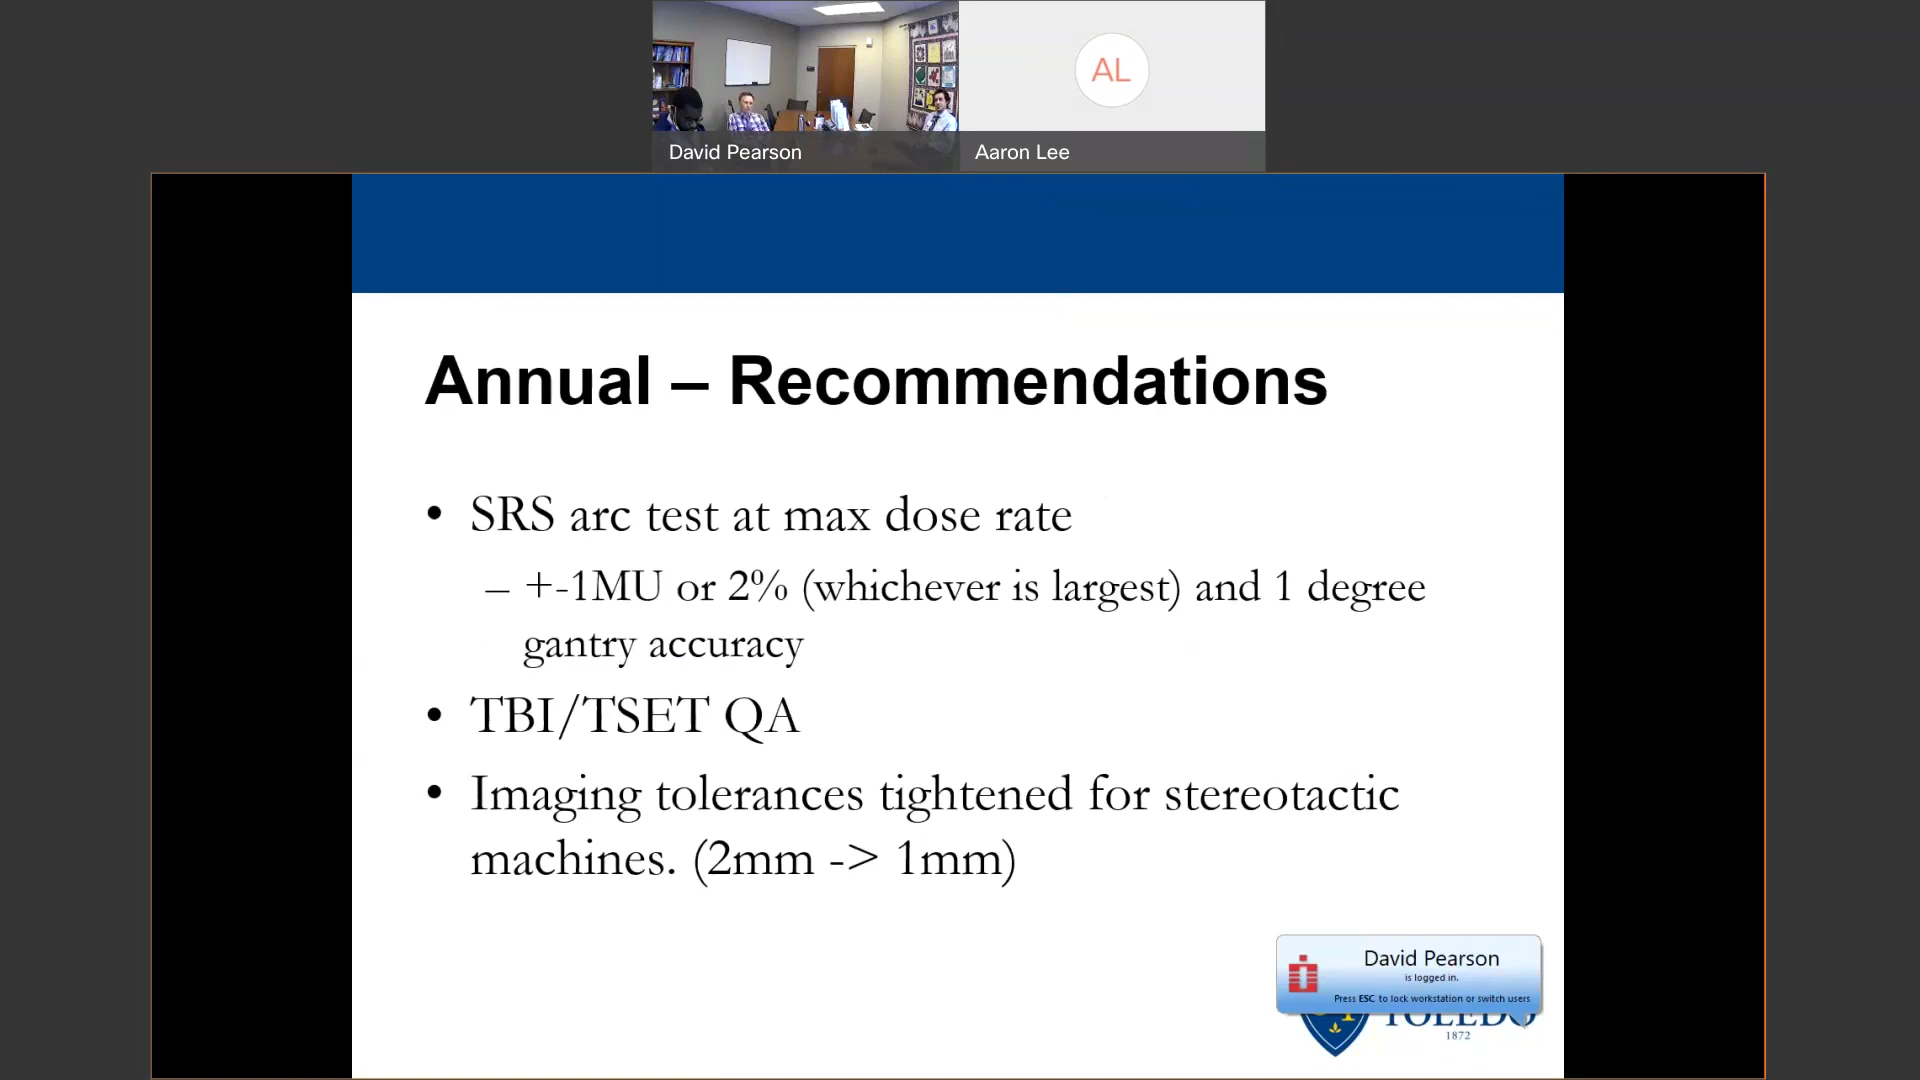 AL
David Pearson
Aaron Lee
Annual – Recommendations
• SRS arc test at max dose rate
– +-1MU or 2% (whichever is largest) and 1 degree
gantry accuracy
• TBI/TSET QA
• Imaging tolerances tightened for stereotactic
machines. (2mm -> 1mm)
David Pearson
is logged in.
Press ESC to lock workstation or switch users
TOLEDO
1872